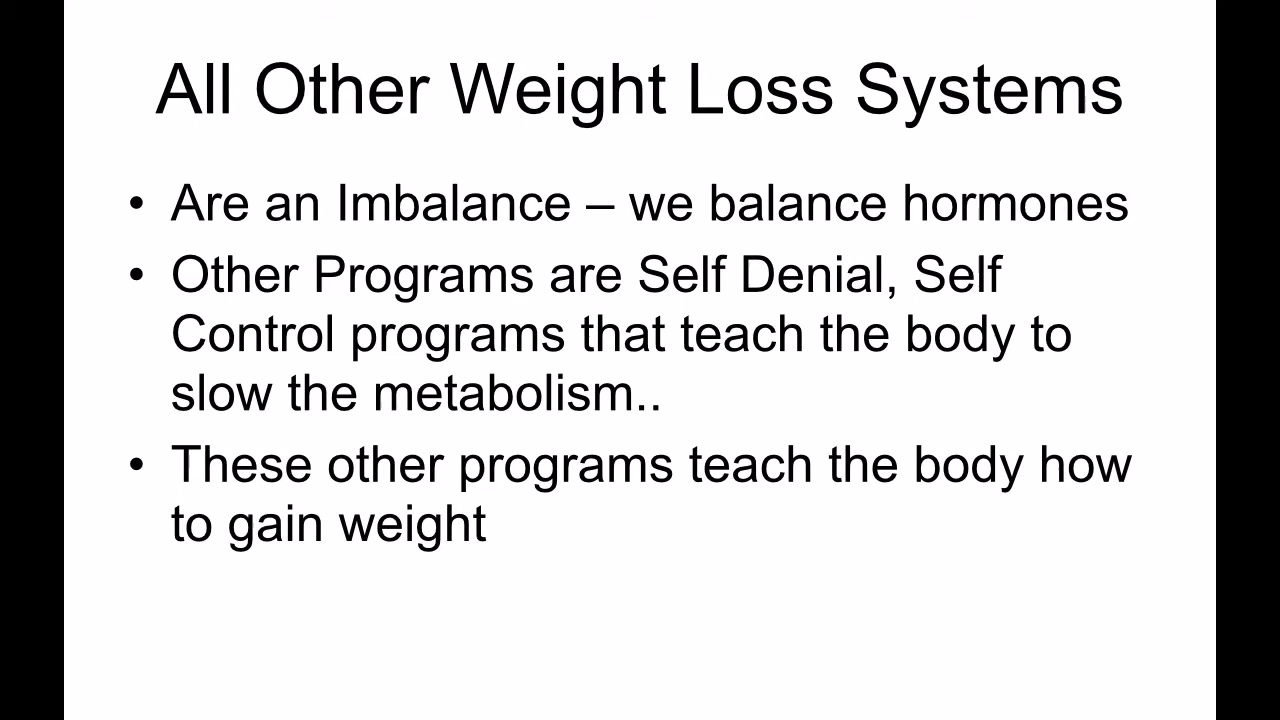 All Other Weight Loss Systems
• Are an Imbalance – we balance hormones
• Other Programs are Self Denial, Self
Control programs that teach the body to
slow the metabolism..
• These other programs teach the body how
to gain weight